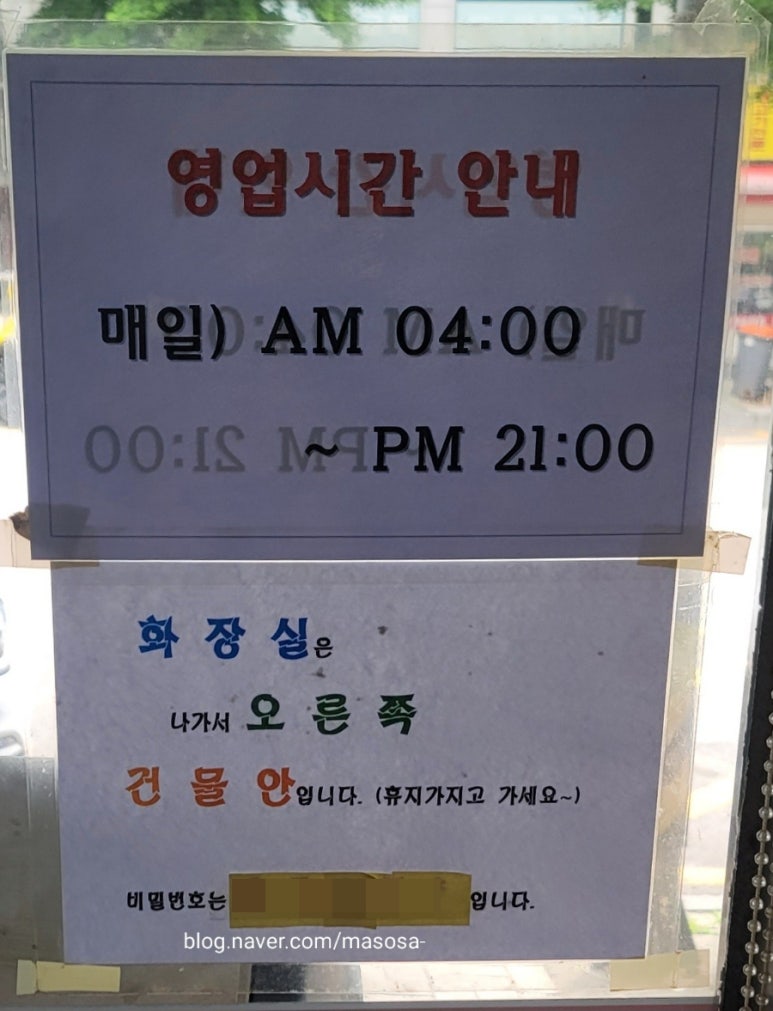 영업시간 안내
매일) AM 04:00
~ PM 21:00
화 장 실은
나가서 오 른 쪽
건 물 안입니다. (휴지가지고 가세요~)
비밀번호는 입니다.
blog.naver.com/masosa-